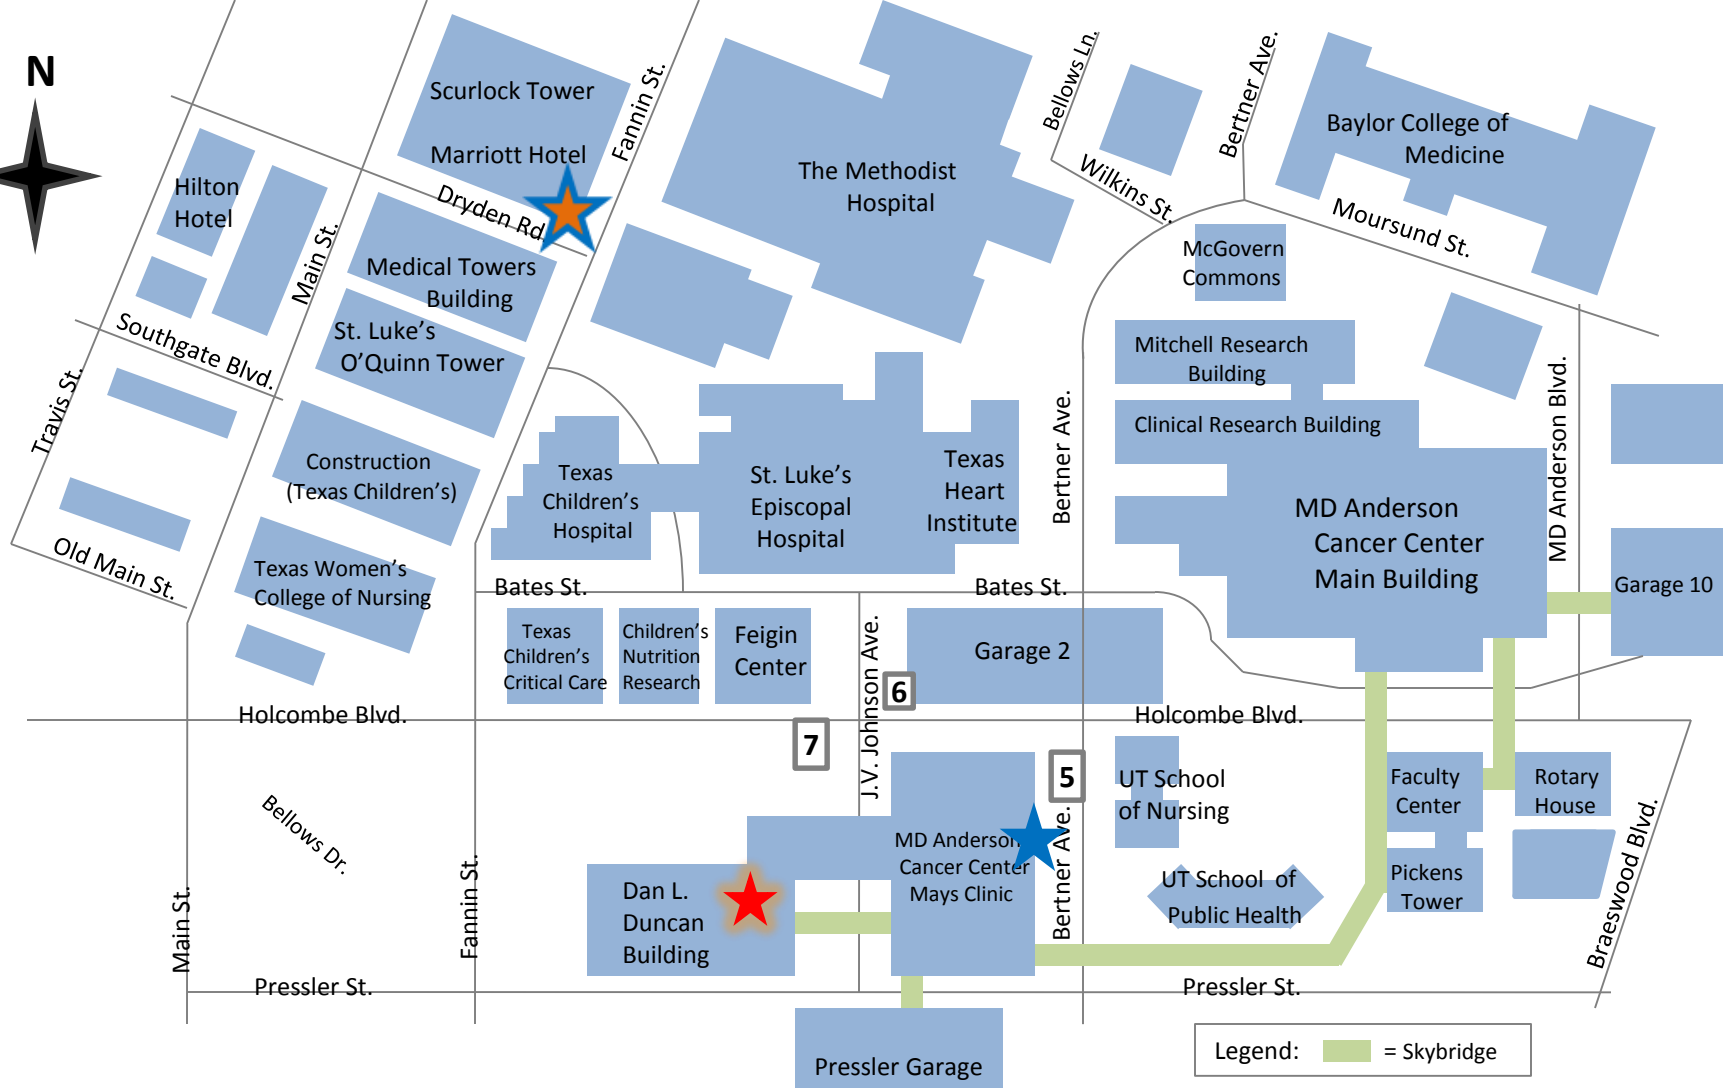 N
Scurlock Tower
Marriott Hotel
Fannin St.
Bellows Ln.
Bertner Ave.
Baylor College of
Medicine
The Methodist
Hospital
Wilkins St.
Moursund St.
Hilton
Hotel
Dryden Rd.
Main St.
McGovern
Commons
Medical Towers
Building
St. Luke's
O'Quinn Tower
Southgate Blvd.
Travis St.
Mitchell Research
Building
Clinical Research Building
Bertner Ave.
MD Anderson Blvd.
Construction
(Texas Children's)
Texas
Children's
Hospital
St. Luke's
Episcopal
Hospital
Texas
Heart
Institute
MD Anderson
Cancer Center
Main Building
Old Main St.
Texas Women's
College of Nursing
Bates St.
Bates St.
Garage 10
Texas
Children's
Critical Care
Children's
Nutrition
Research
Feigin
Center
J.V. Johnson Ave.
Garage 2
6
Holcombe Blvd.
Holcombe Blvd.
7
5
UT School
of Nursing
Faculty
Center
Rotary
House
Bellows Dr.
MD Anderson
Cancer Center
Mays Clinic
Bertner Ave.
Braeswood Blvd.
Main St.
Fannin St.
Dan L.
Duncan
Building
UT School of
Public Health
Pickens
Tower
Pressler St.
Pressler St.
Pressler Garage
Legend:
= Skybridge